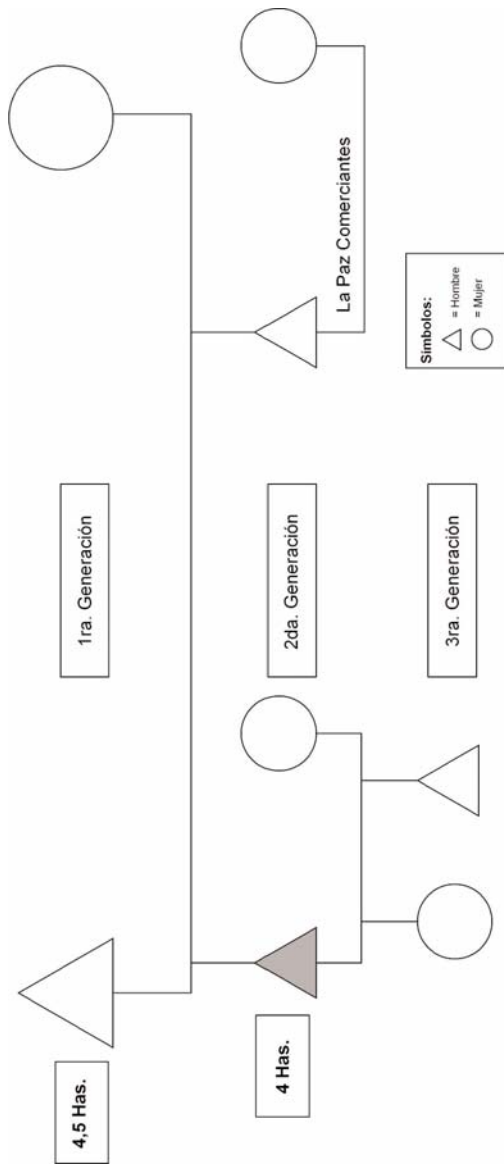 4,5 Has.
1ra. Generación
4 Has.
2da. Generación
La Paz Comerciantes
3ra. Generación
Simbolos:
= Hombre
= Mujer